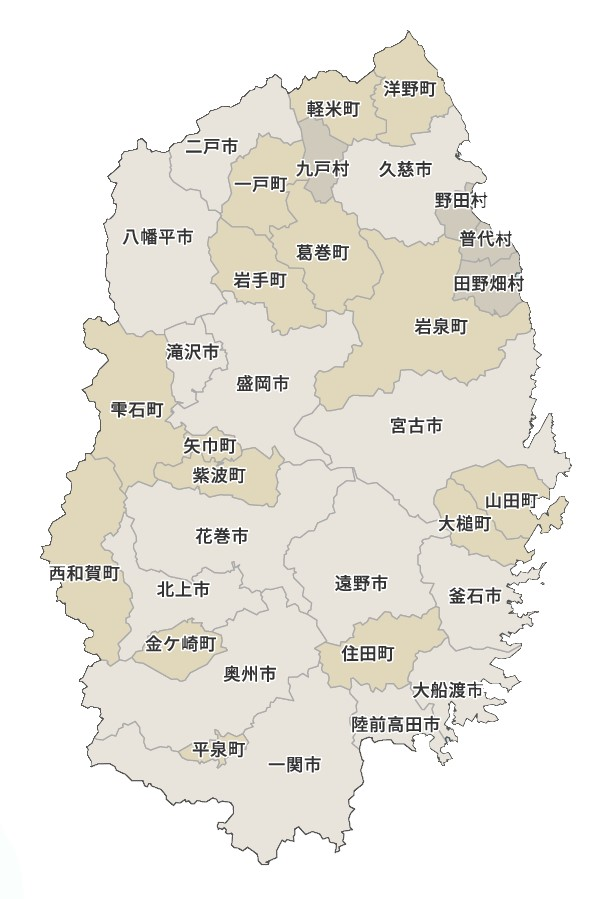 洋野町
軽米町
二戸市
九戸村
久慈市
一戸町
野田村
八幡平市
普代村
葛巻町
岩手町
田野畑村
岩泉町
滝沢市
盛岡市
雫石町
宮古市
矢巾町
紫波町
山田町
大槌町
花巻市
西和賀町
遠野市
北上市
釜石市
金ケ崎町
住田町
奥州市
大船渡市
陸前高田市
平泉町
一関市